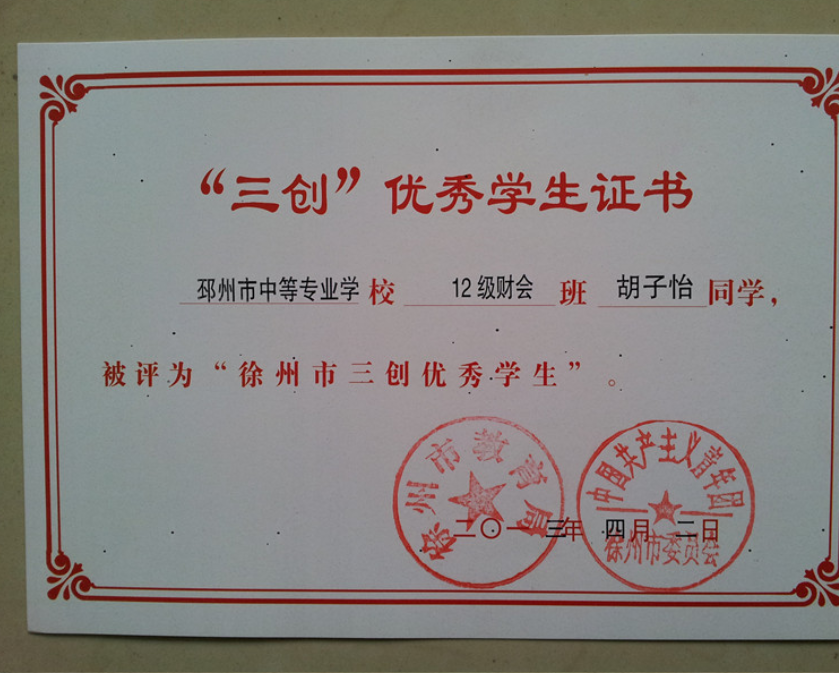 “三创”优秀学生证书
邳州市中等专业学校 12级财会班 胡子怡同学，
被评为“徐州市三创优秀学生”。
徐州市教育局
中国共产主义青年团
徐州市委员会
二〇一三年 四月 二日